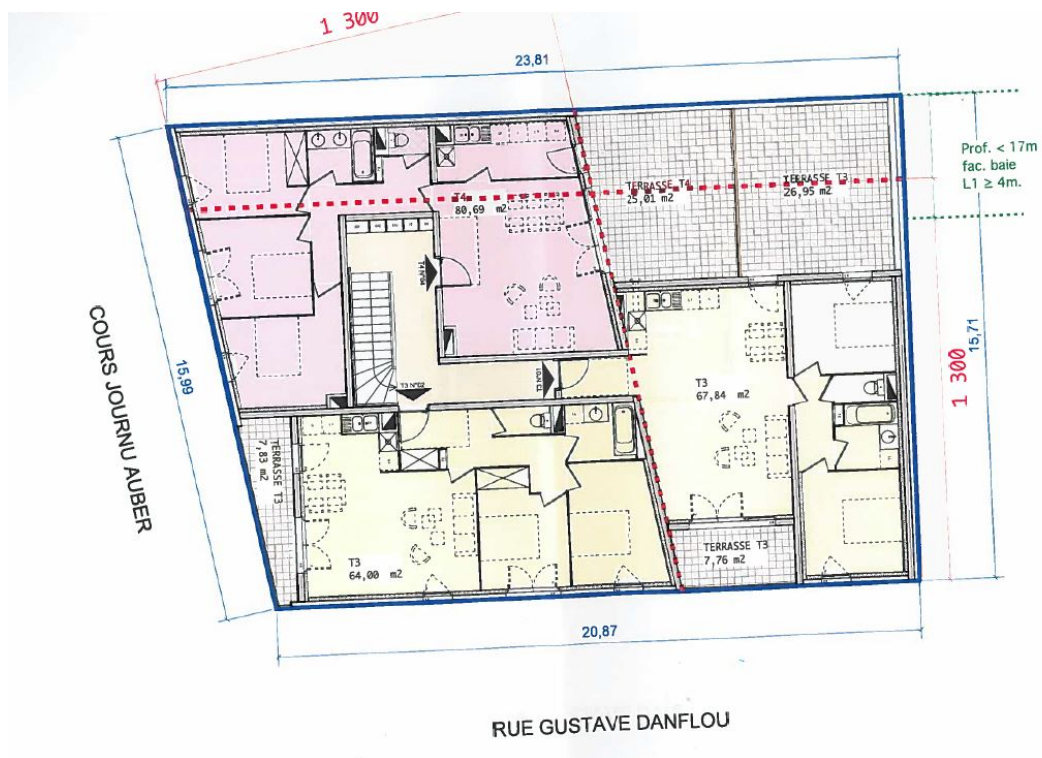 1 300
23,81
Prof. < 17m
fac. baie
L1 ≥ 4m.
TERRASSE T4
25,01 m2
TERRASSE T3
26,95 m2
T4
80,69 m2
T4 N°04
COURS JOURNU AUBER
15,99
15,71
1 300
T3 N°02
T3
67,84 m2
TERRASSE T3
7,83 m2
T3
64,00 m2
TERRASSE T3
7,76 m2
20,87
RUE GUSTAVE DANFLOU